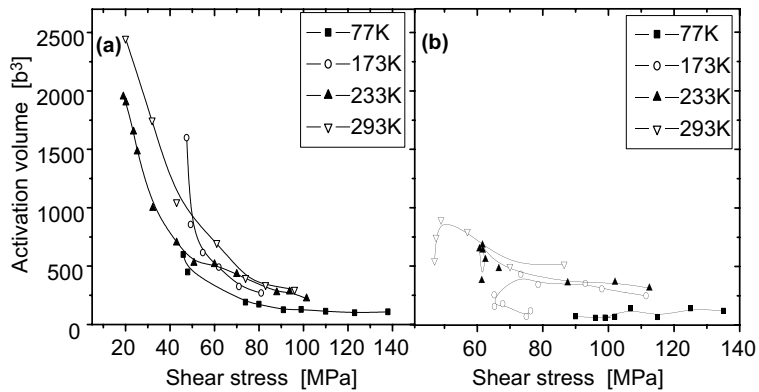 2500
2000
1500
1000
500
0
Activation volume [b³]
(a)
77K
173K
233K
293K
20 40 60 80 100 120 140
Shear stress [MPa]
(b)
77K
173K
233K
293K
60 80 100 120 140
Shear stress [MPa]